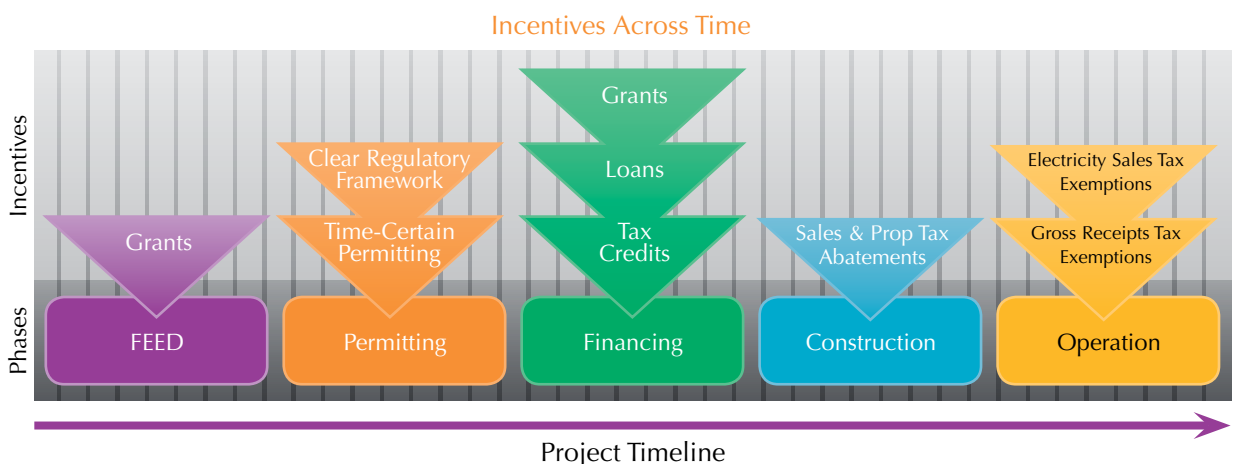 Incentives Across Time
Incentives
Grants
Clear Regulatory
Framework
Time-Certain
Permitting
Grants
Loans
Tax
Credits
Sales & Prop Tax
Abatements
Electricity Sales Tax
Exemptions
Gross Receipts Tax
Exemptions
Phases
FEED
Permitting
Financing
Construction
Operation
Project Timeline